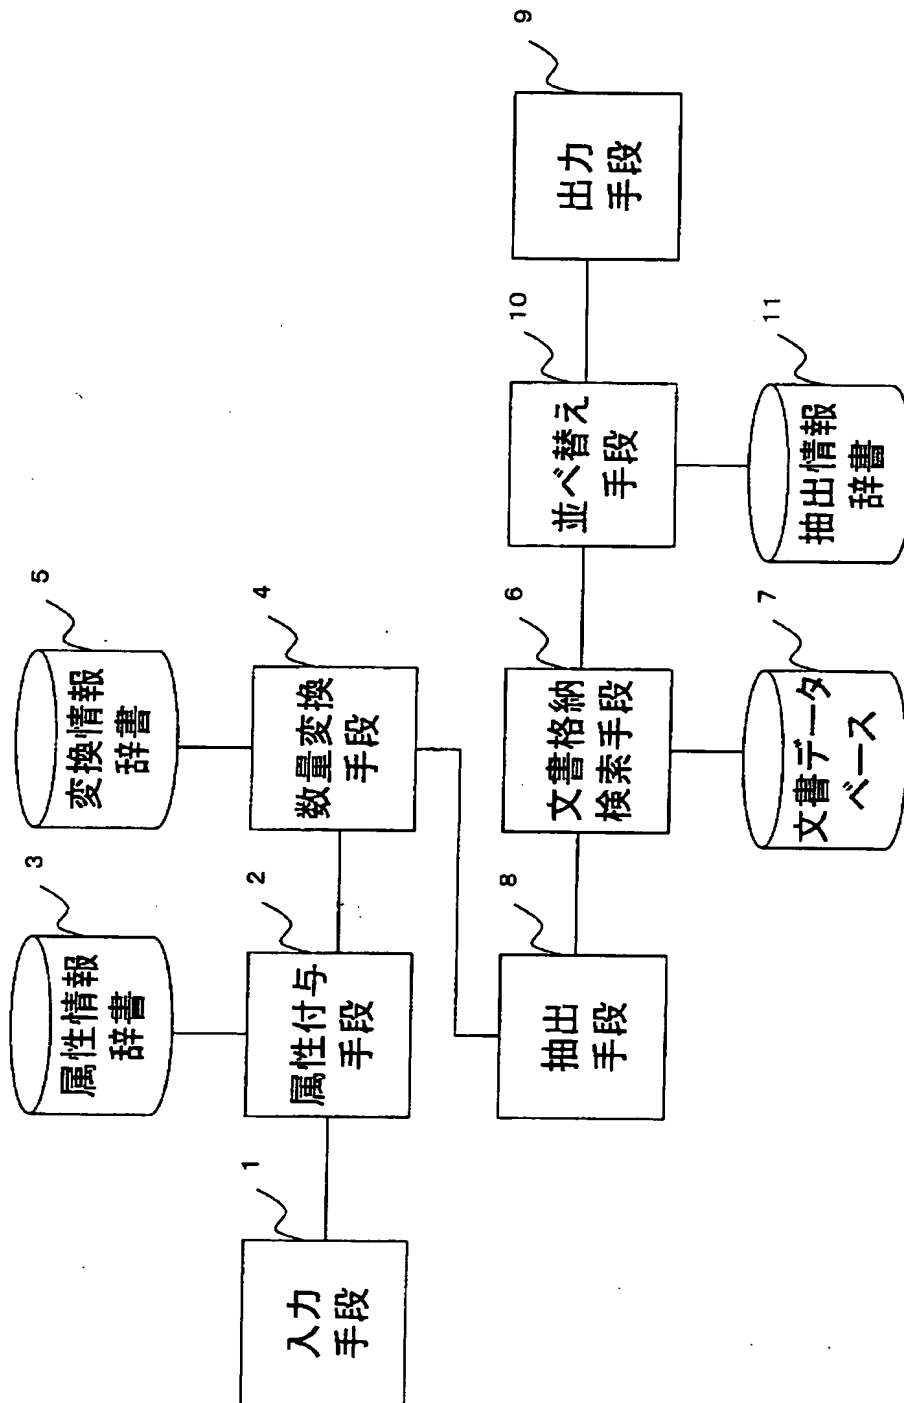 3
属性情報
辞書
5
変換情報
辞書
1
入力
手段
2
属性付与
手段
4
数量変換
手段
8
抽出
手段
6
文書格納
検索手段
10
並べ替え
手段
9
出力
手段
7
文書データ
ベース
11
抽出情報
辞書